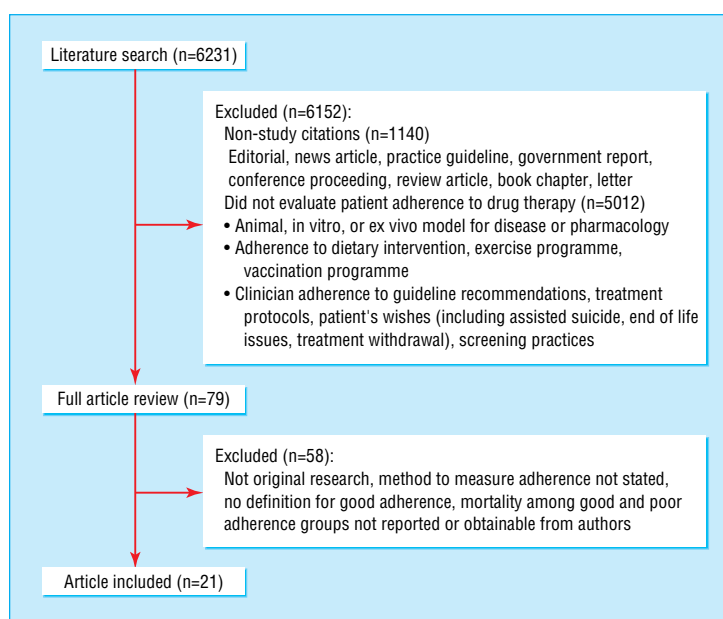 Literature search (n=6231)
Excluded (n=6152):
Non-study citations (n=1140)
Editorial, news article, practice guideline, government report,
conference proceeding, review article, book chapter, letter
Did not evaluate patient adherence to drug therapy (n=5012)
• Animal, in vitro, or ex vivo model for disease or pharmacology
• Adherence to dietary intervention, exercise programme,
vaccination programme
• Clinician adherence to guideline recommendations, treatment
protocols, patient's wishes (including assisted suicide, end of life
issues, treatment withdrawal), screening practices
Full article review (n=79)
Excluded (n=58):
Not original research, method to measure adherence not stated,
no definition for good adherence, mortality among good and poor
adherence groups not reported or obtainable from authors
Article included (n=21)